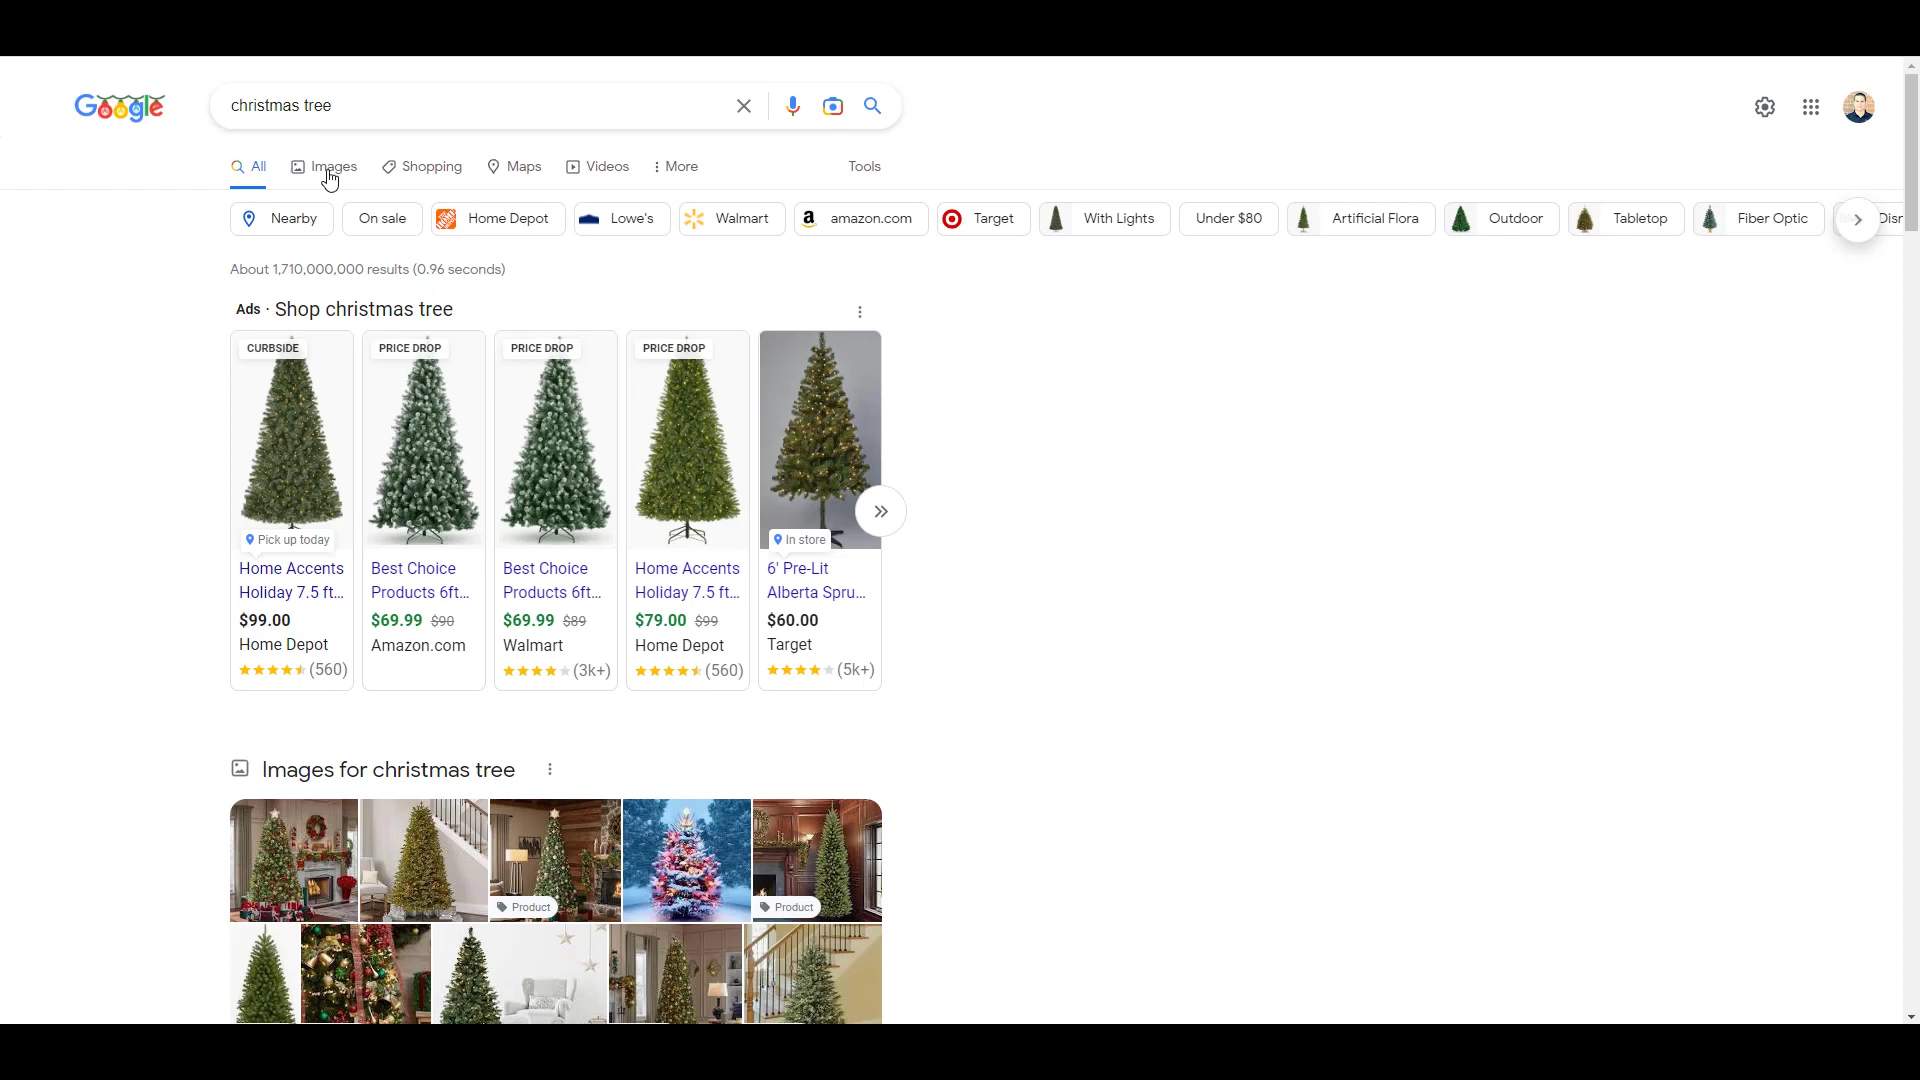 Google
christmas tree
All Images Shopping Maps Videos More Tools
Nearby On sale Home Depot Lowe's Walmart amazon.com Target With Lights Under $80 Artificial Flora Outdoor Tabletop Fiber Optic Disr
About 1,710,000,000 results (0.96 seconds)
Ads · Shop christmas tree
CURBSIDE PRICE DROP PRICE DROP PRICE DROP
Pick up today In store
Home Accents Best Choice Best Choice Home Accents 6' Pre-Lit
Holiday 7.5 ft... Products 6ft... Products 6ft... Holiday 7.5 ft... Alberta Spru...
$99.00 $69.99 $90 $69.99 $89 $79.00 $99 $60.00
Home Depot Amazon.com Walmart Home Depot Target
(560) (3k+) (560) (5k+)
Images for christmas tree
Product Product